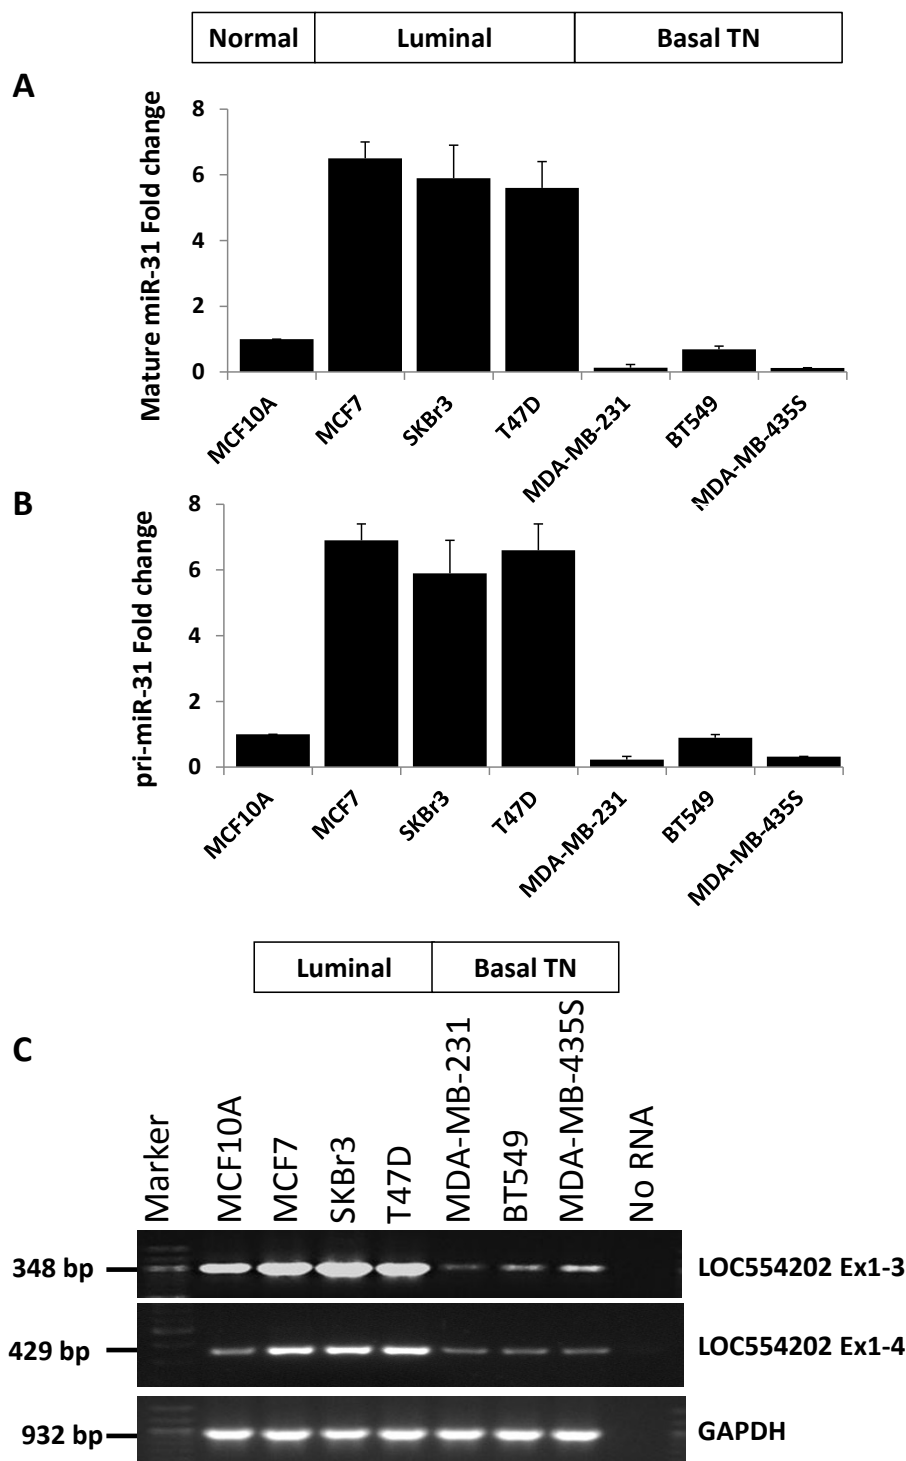 Normal Luminal Basal TN
A
Mature miR-31 Fold change
8
6
4
2
0
MCF10A MCF7 SKBr3 T47D MDA-MB-231 BT549 MDA-MB-435S
B
pri-miR-31 Fold change
8
6
4
2
0
MCF10A MCF7 SKBr3 T47D MDA-MB-231 BT549 MDA-MB-435S
Luminal Basal TN
C
Marker MCF10A MCF7 SKBr3 T47D MDA-MB-231 BT549 MDA-MB-435S No RNA
348 bp LOC554202 Ex1-3
429 bp LOC554202 Ex1-4
932 bp GAPDH